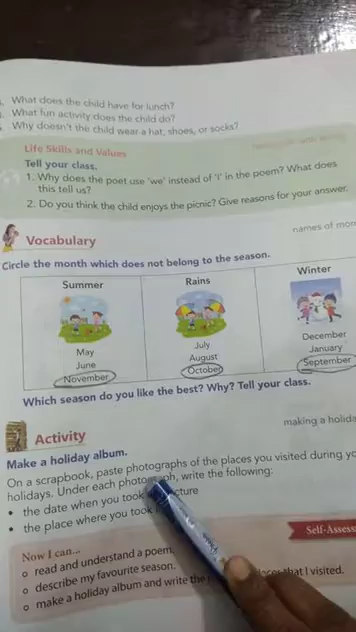 What does the child have for lunch?
What fun activity does the child do?
Why doesn't the child wear a hat, shoes, or socks?
Life Skills and Values
Tell your class.
1. Why does the poet use 'we' instead of 'I' in the poem? What does
this tell us?
2. Do you think the child enjoys the picnic? Give reasons for your answer.
names of
Vocabulary
Circle the month which does not belong to the season.
Summer
May
June
November
Rains
July
August
October
Winter
December
January
September
Which season do you like the best? Why? Tell your class.
making a
Activity
Make a holiday album.
On a scrapbook, paste photographs of the places you visited during
holidays. Under each, write the following:
• the date when you took
• the place where you took
Self-
Now I can...
o read and understand a poem.
o describe my favourite season.
o make a holiday album and write the that I visited.